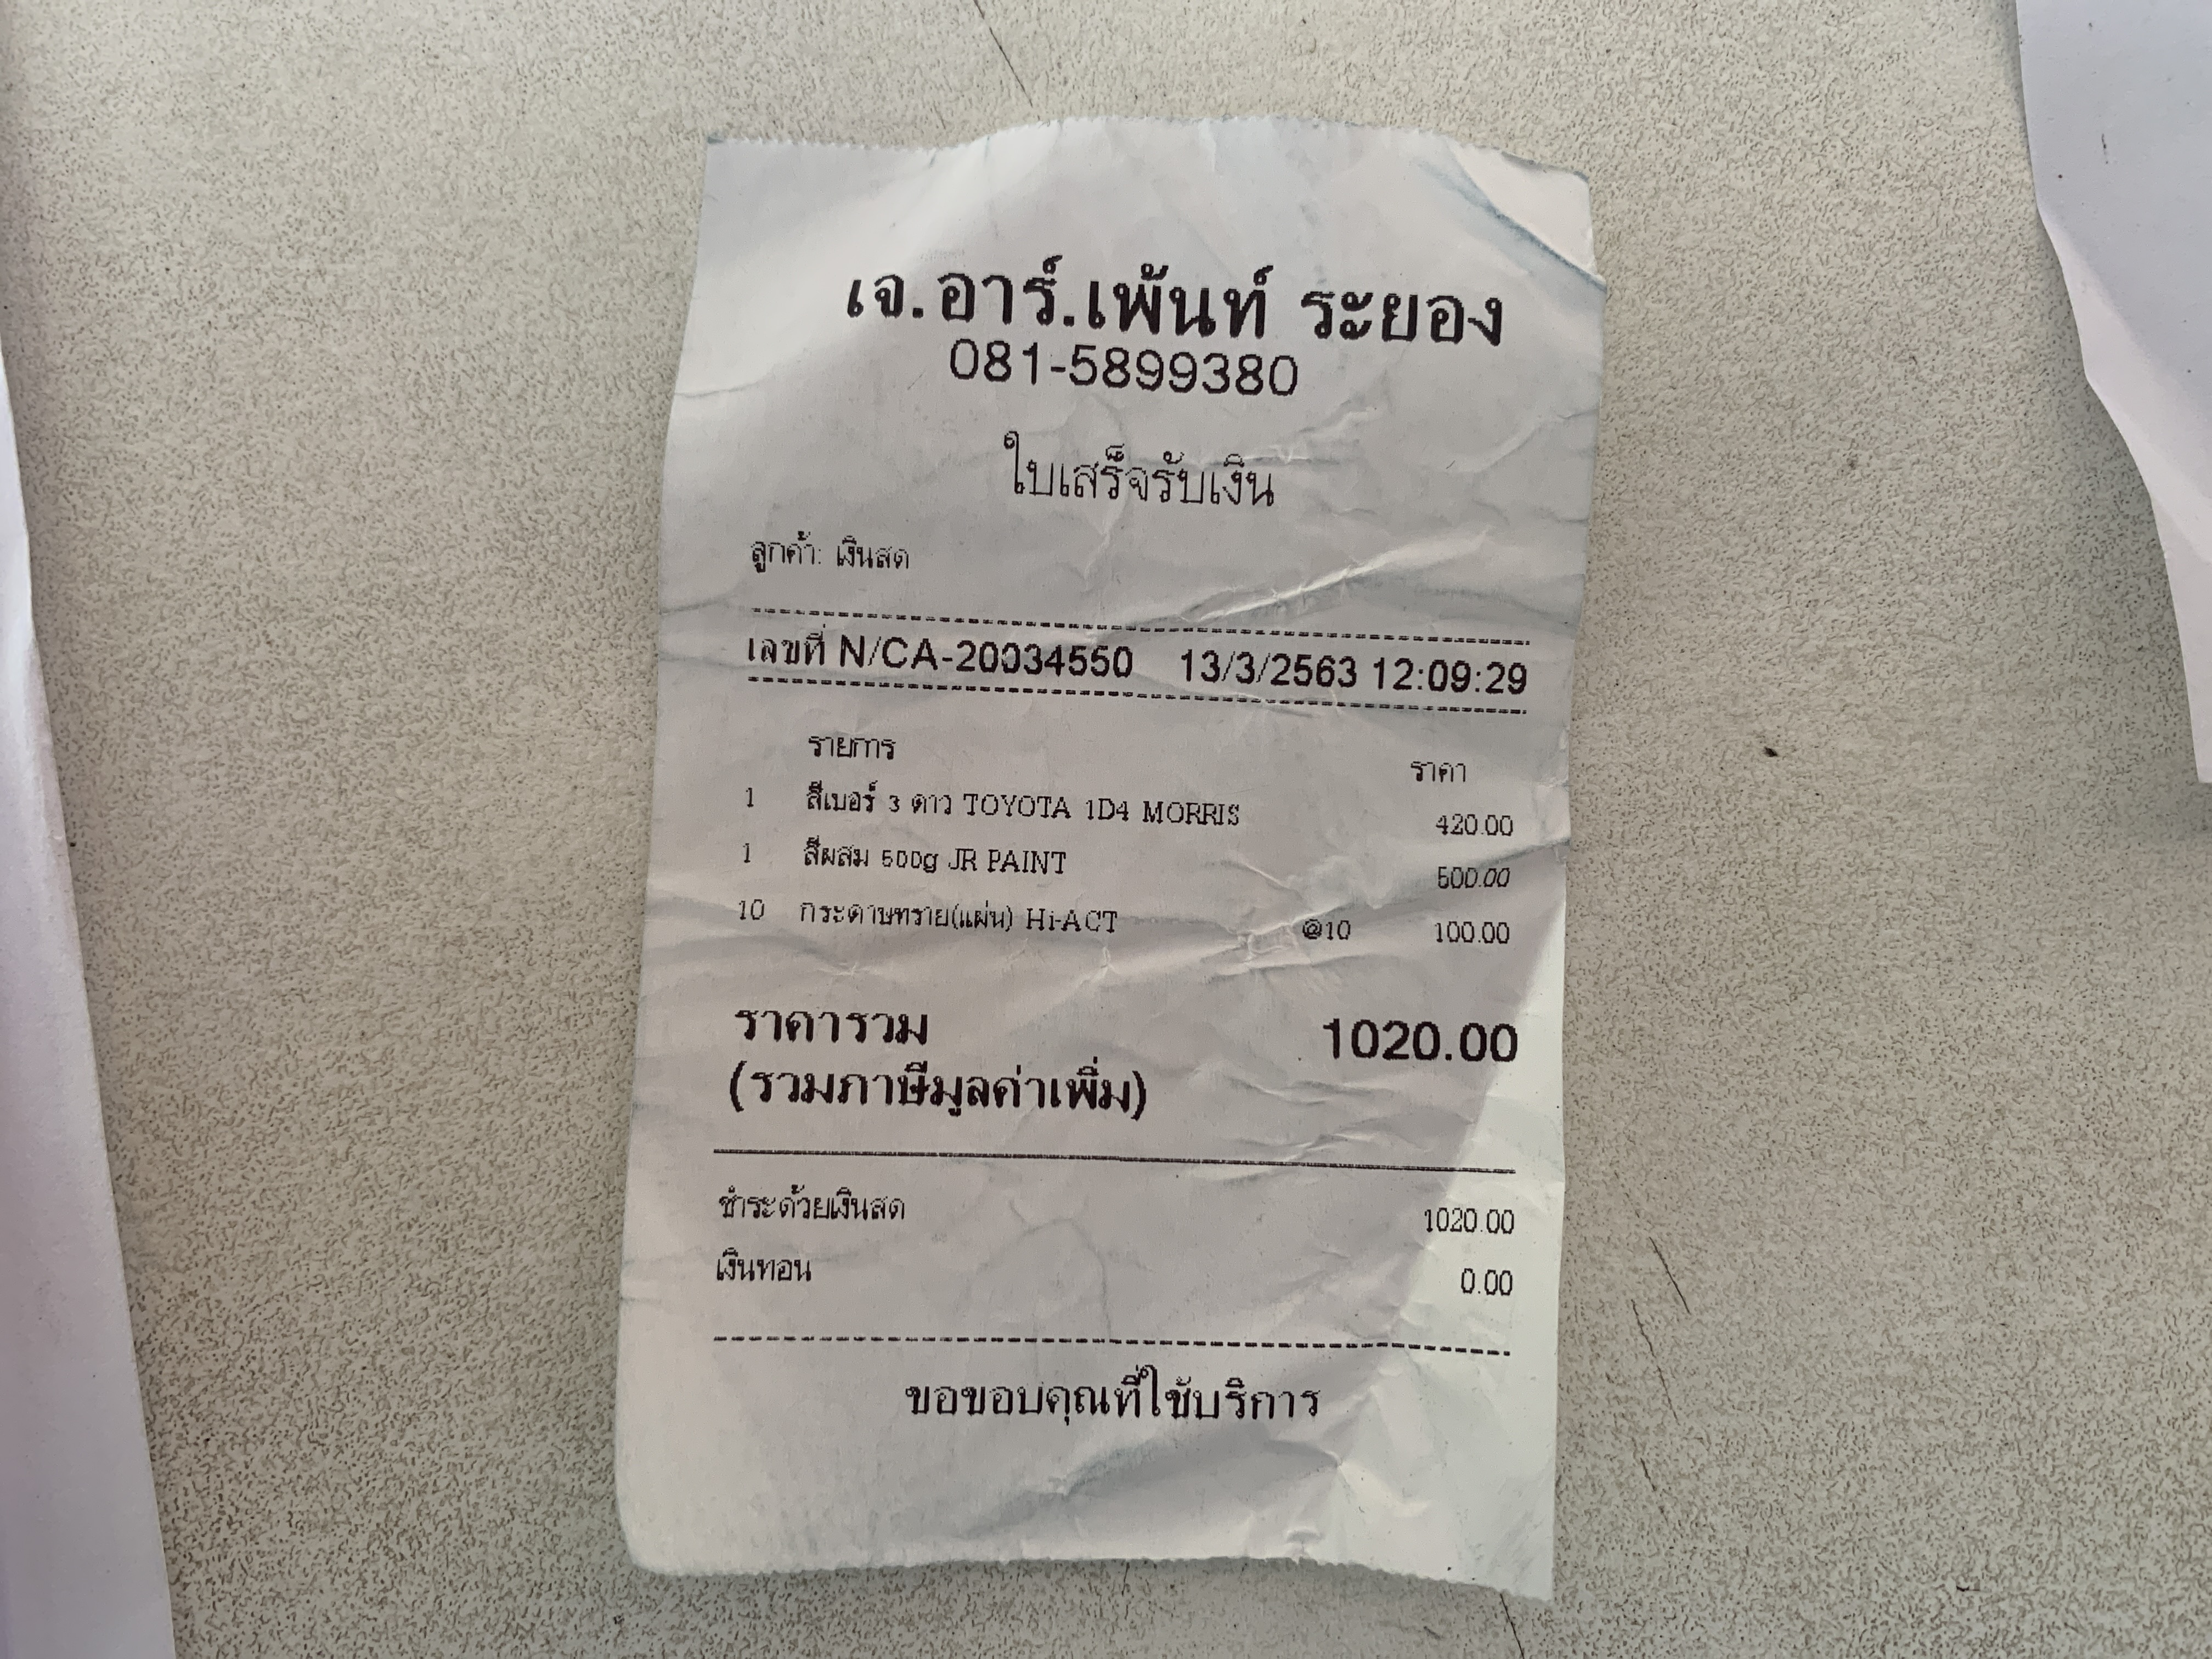 เจ.อาร์.เพ้นท์ ระยอง
081-5899380
ใบเสร็จรับเงิน
ลูกค้า: เงินสด
เลขที่ N/CA-20034550 13/3/2563 12:09:29
รายการ ราคา
1 สีเบอร์ 3 ดาว TOYOTA 1D4 MORRIS 420.00
1 สีผสม 500g JR PAINT 500.00
10 กระดาษทราย(แผ่น) Hi-ACT @10 100.00
ราคารวม 1020.00
(รวมภาษีมูลค่าเพิ่ม)
ชำระด้วยเงินสด 1020.00
เงินทอน 0.00
ขอขอบคุณที่ใช้บริการ